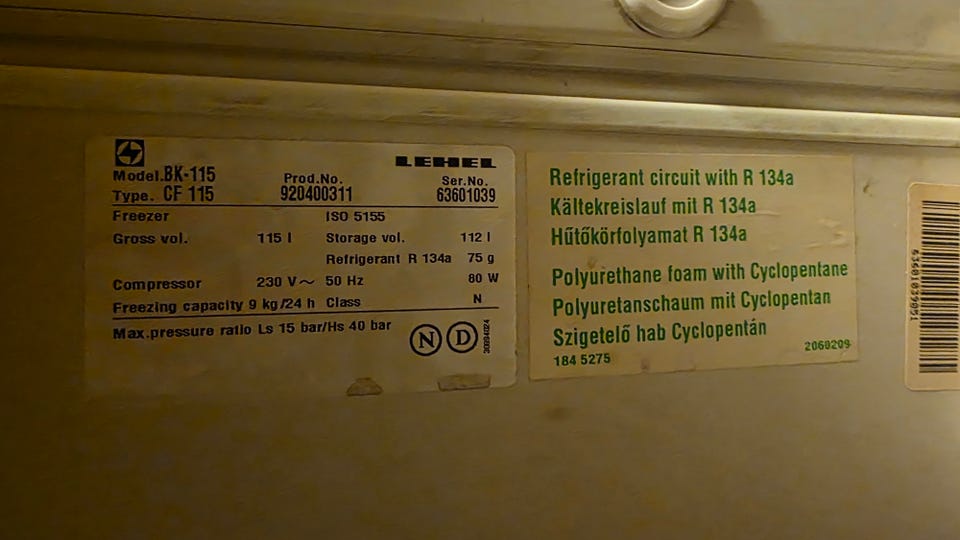 LEHEL
Model. BK-115 Prod.No. Ser.No.
Type. CF 115 920400311 63601039
Freezer ISO 5155
Gross vol. 115 l Storage vol. 112 l
Refrigerant R 134a 75 g
Compressor 230 V~ 50 Hz 80 W
Freezing capacity 9 kg/24 h Class N
Max.pressure ratio Ls 15 bar/Hs 40 bar
N D
Refrigerant circuit with R 134a
Kältekreislauf mit R 134a
Hűtőkörfolyamat R 134a
Polyurethane foam with Cyclopentane
Polyuretanschaum mit Cyclopentan
Szigetelő hab Cyclopentán
184 5275 2060209